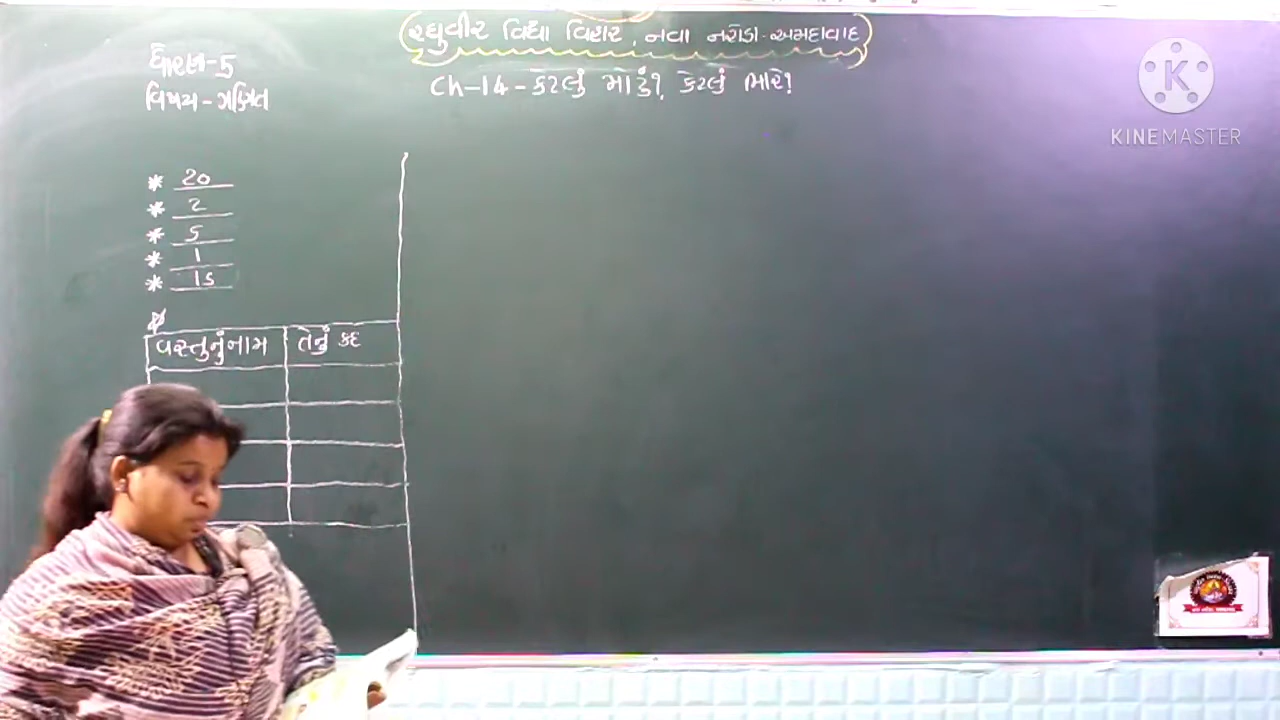 રઘુવીર વિદ્યા વિહાર, નવા નરોડા-અમદાવાદ
ધોરણ-5
વિષય-ગણિત
Ch-14-કેટલું મોટું? કેટલું ભારે?
KINEMASTER
* 20
* 2
* 5
* 1
* 15
વસ્તુનું નામ તેનું કદ